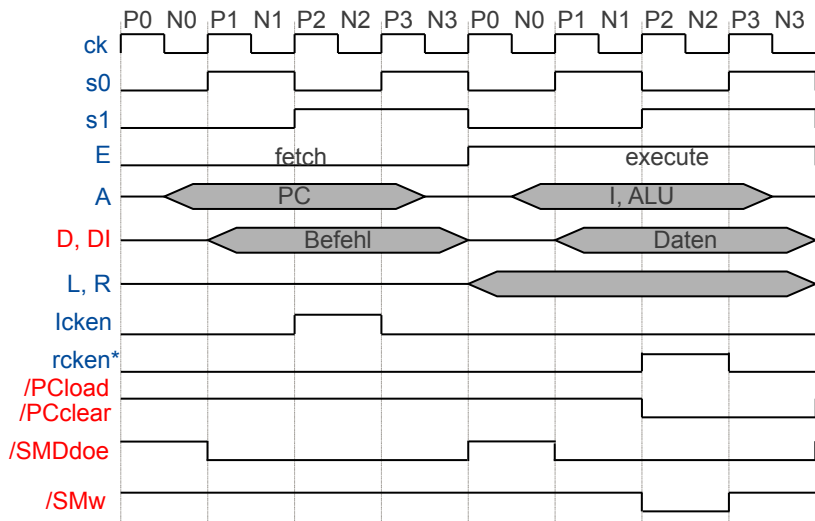 P0 N0 P1 N1 P2 N2 P3 N3 P0 N0 P1 N1 P2 N2 P3 N3
ck
s0
s1
E fetch execute
A PC I, ALU
D, DI Befehl Daten
L, R
Icken
rcken*
/PCload
/PCclear
/SMDdoe
/SMw